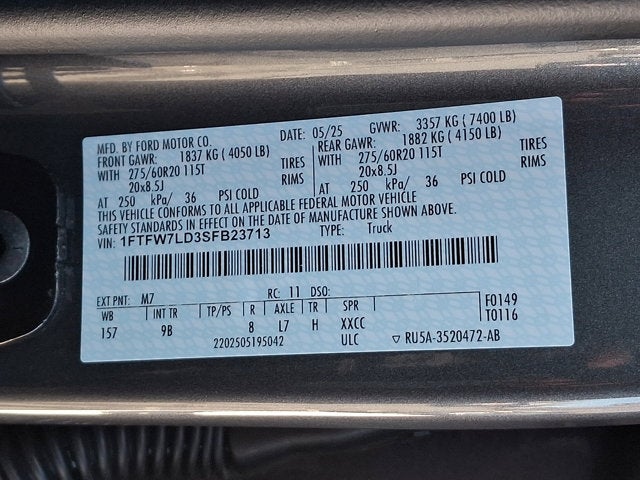 MFD. BY FORD MOTOR CO. DATE: 05/25 GVWR: 3357 KG ( 7400 LB)
FRONT GAWR: 1837 KG ( 4050 LB) REAR GAWR: 1882 KG ( 4150 LB)
WITH 275/60R20 115T TIRES WITH 275/60R20 115T TIRES
20x8.5J RIMS 20x8.5J RIMS
AT 250 kPa/ 36 PSI COLD AT 250 kPa/ 36 PSI COLD
THIS VEHICLE CONFORMS TO ALL APPLICABLE FEDERAL MOTOR VEHICLE
SAFETY STANDARDS IN EFFECT ON THE DATE OF MANUFACTURE SHOWN ABOVE.
VIN: 1FTFW7LD3SFB23713 TYPE: Truck
EXT PNT: M7 RC: 11 DSO: F0149
WB INT TR TP/PS R AXLE TR SPR T0116
157 9B 8 L7 H XXCC
2202505195042 ULC ▽ RU5A-3520472-AB